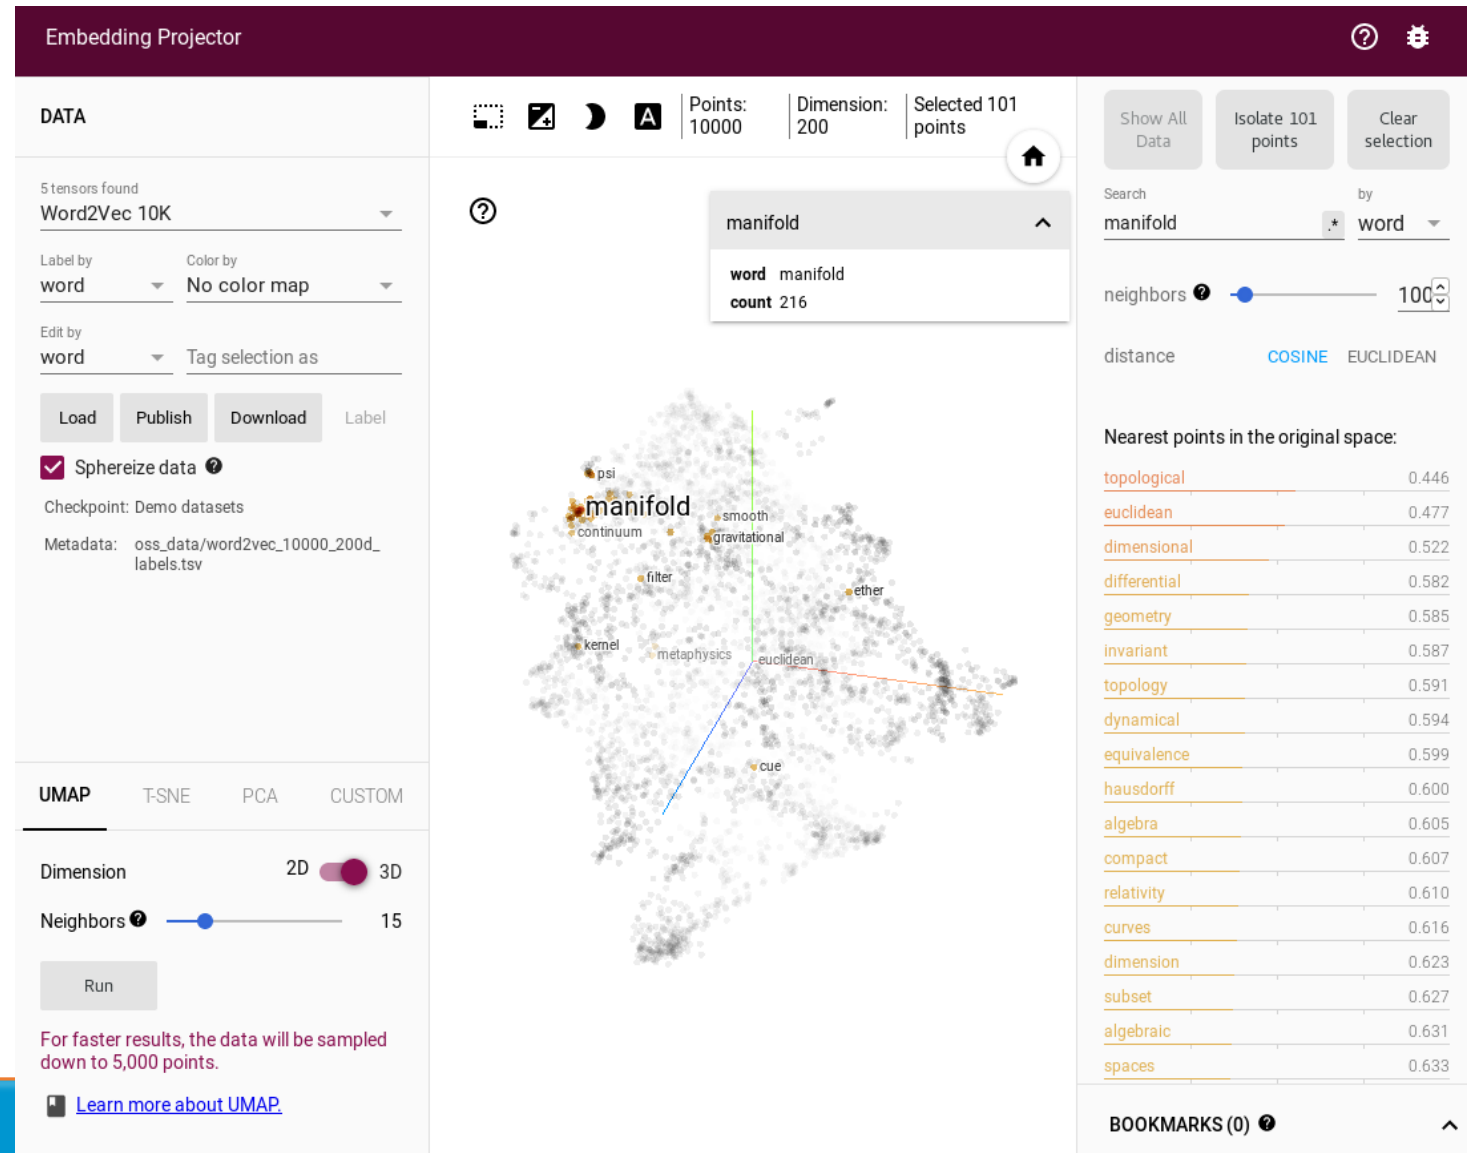 Embedding Projector
DATA
5 tensors found
Word2Vec 10K
Label by
Color by
word
No color map
Edit by
word
Tag selection as
Load
Publish
Download
Label
Sphereize data
Checkpoint: Demo datasets
Metadata: oss_data/word2vec_10000_200d_
labels.tsv
UMAP
T-SNE
PCA
CUSTOM
Dimension
2D
3D
Neighbors
15
Run
For faster results, the data will be sampled
down to 5,000 points.
Learn more about UMAP.
A
Points:
10000
Dimension:
200
Selected 101
points
manifold
word manifold
count 216
psi
manifold
smooth
continuum
gravitational
filter
ether
kernel
metaphysics
euclidean
cue
Show All
Data
Isolate 101
points
Clear
selection
Search
by
manifold
.*
word
neighbors
100
distance
COSINE
EUCLIDEAN
Nearest points in the original space:
topological 0.446
euclidean 0.477
dimensional 0.522
differential 0.582
geometry 0.585
invariant 0.587
topology 0.591
dynamical 0.594
equivalence 0.599
hausdorff 0.600
algebra 0.605
compact 0.607
relativity 0.610
curves 0.616
dimension 0.623
subset 0.627
algebraic 0.631
spaces 0.633
BOOKMARKS (0)